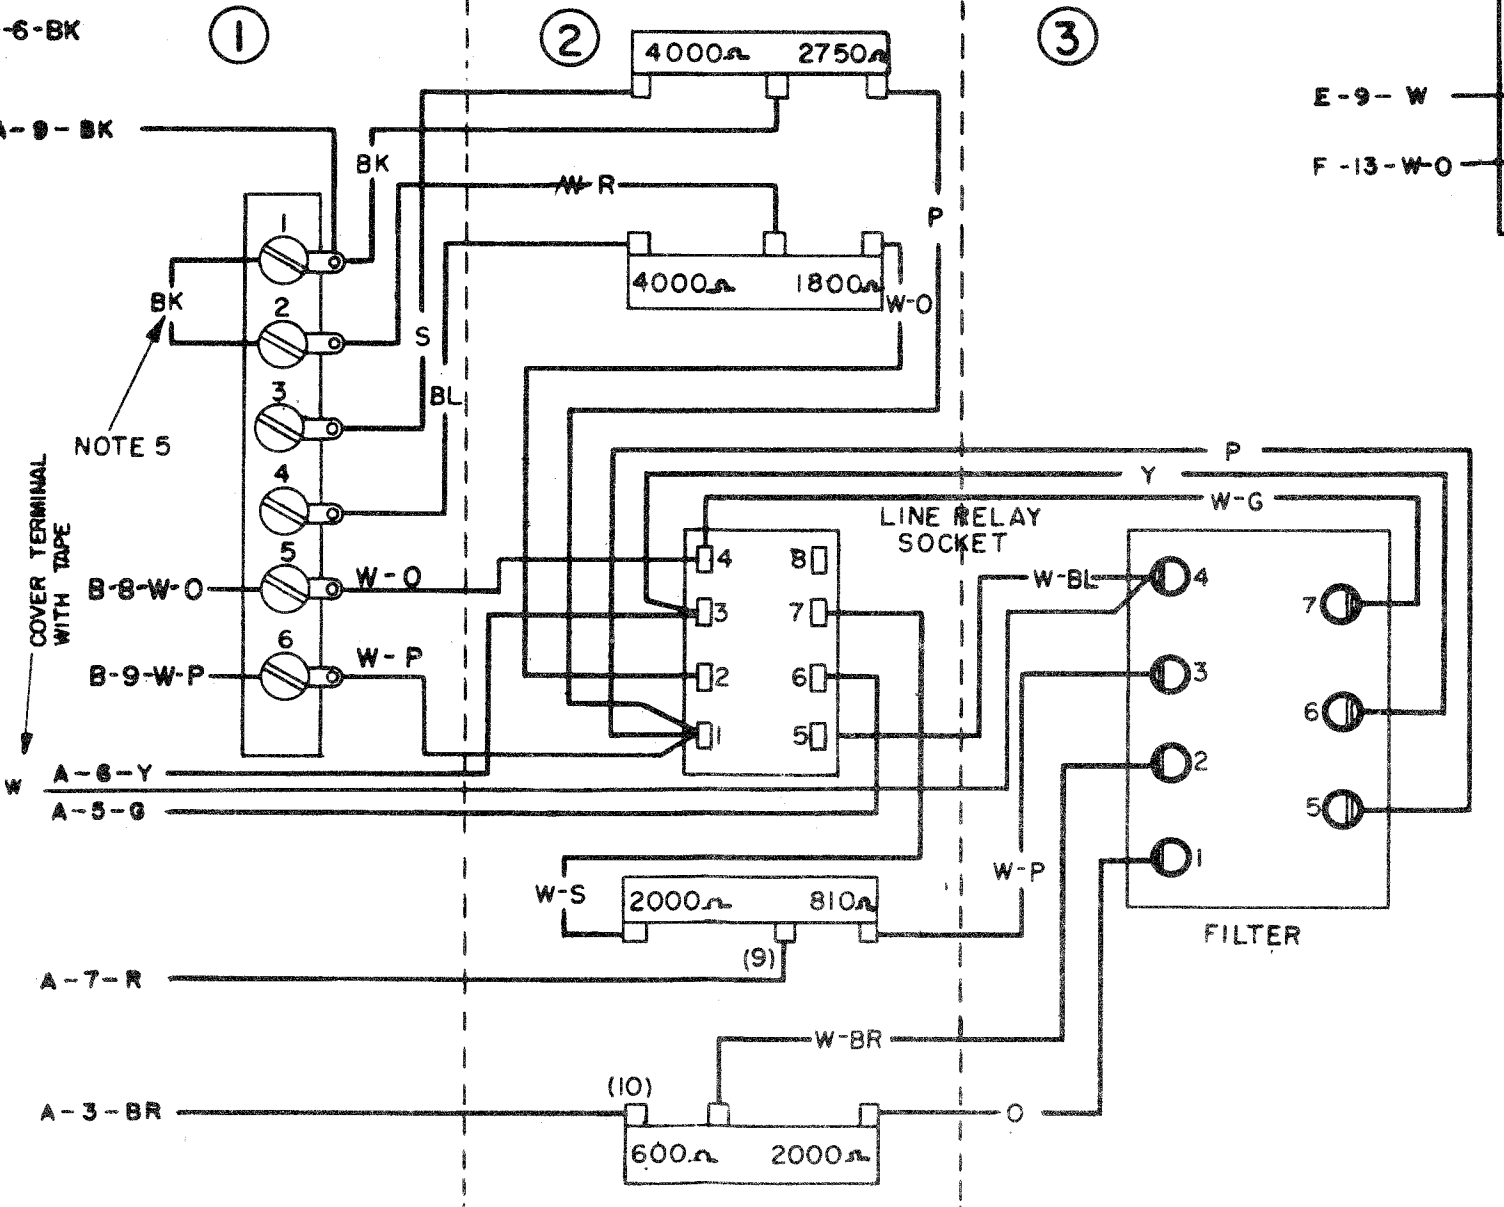 -6-BK
1
2
3
4000Ω 2750Ω
E-9-W
A-9-BK
BK
F-13-W-O
R
P
1
4000Ω 1800Ω
W-O
BK
2
S
3
BL
NOTE 5
COVER TERMINAL
WITH TAPE
4
P
Y
W-G
LINE RELAY
SOCKET
5
B-8-W-O
W-O
4 8
W-BL
4
7
3 7
6
B-9-W-P
W-P
2 6
3
6
1 5
2
A-6-Y
W
A-5-G
5
1
W-P
W-S
2000Ω 810Ω
FILTER
(9)
A-7-R
W-BR
(10)
A-3-BR
O
600Ω 2000Ω